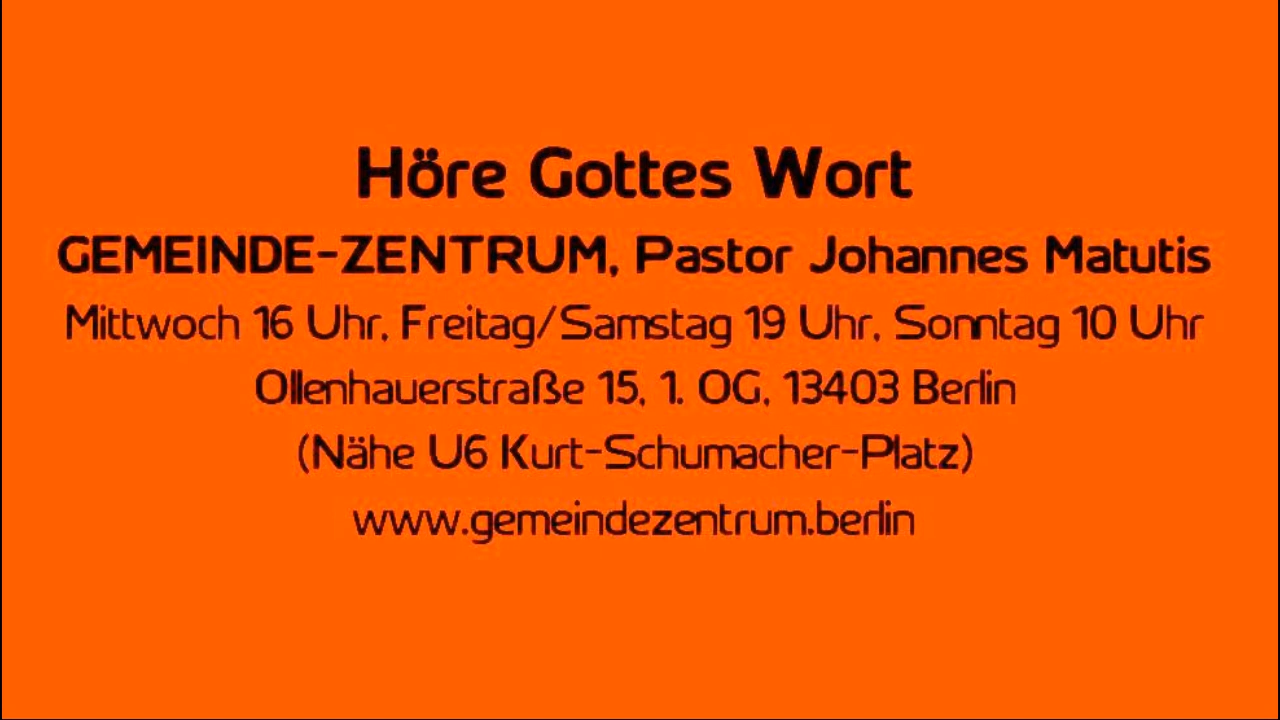 Höre Gottes Wort
GEMEINDE-ZENTRUM, Pastor Johannes Matutis
Mittwoch 16 Uhr, Freitag/Samstag 19 Uhr, Sonntag 10 Uhr
Ollenhauerstraße 15, 1. OG, 13403 Berlin
(Nähe U6 Kurt-Schumacher-Platz)
www.gemeindezentrum.berlin